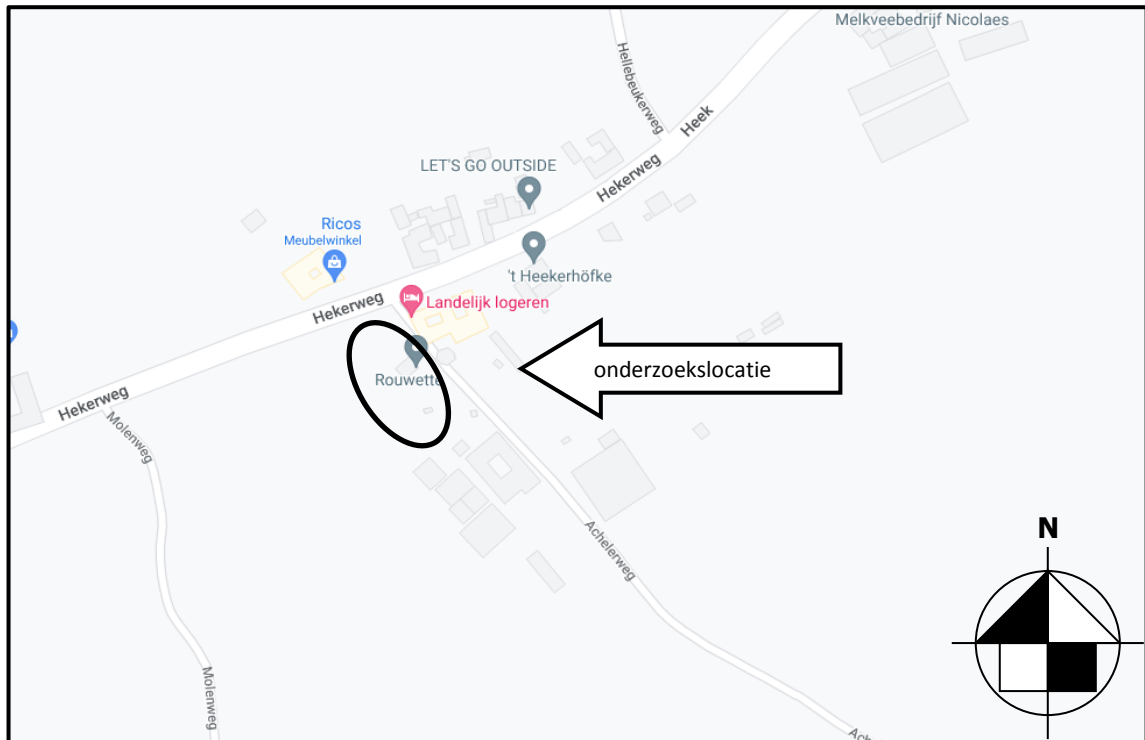 Melkveebedrijf Nicolaes
Hellebeukerweg
Heek
LET'S GO OUTSIDE
Hekerweg
Ricos
Meubelwinkel
't Heekerhöfke
Hekerweg
Landelijk logeren
onderzoekslocatie
Rouwette
Hekerweg
Molenweg
N
Achelerweg
Molenweg